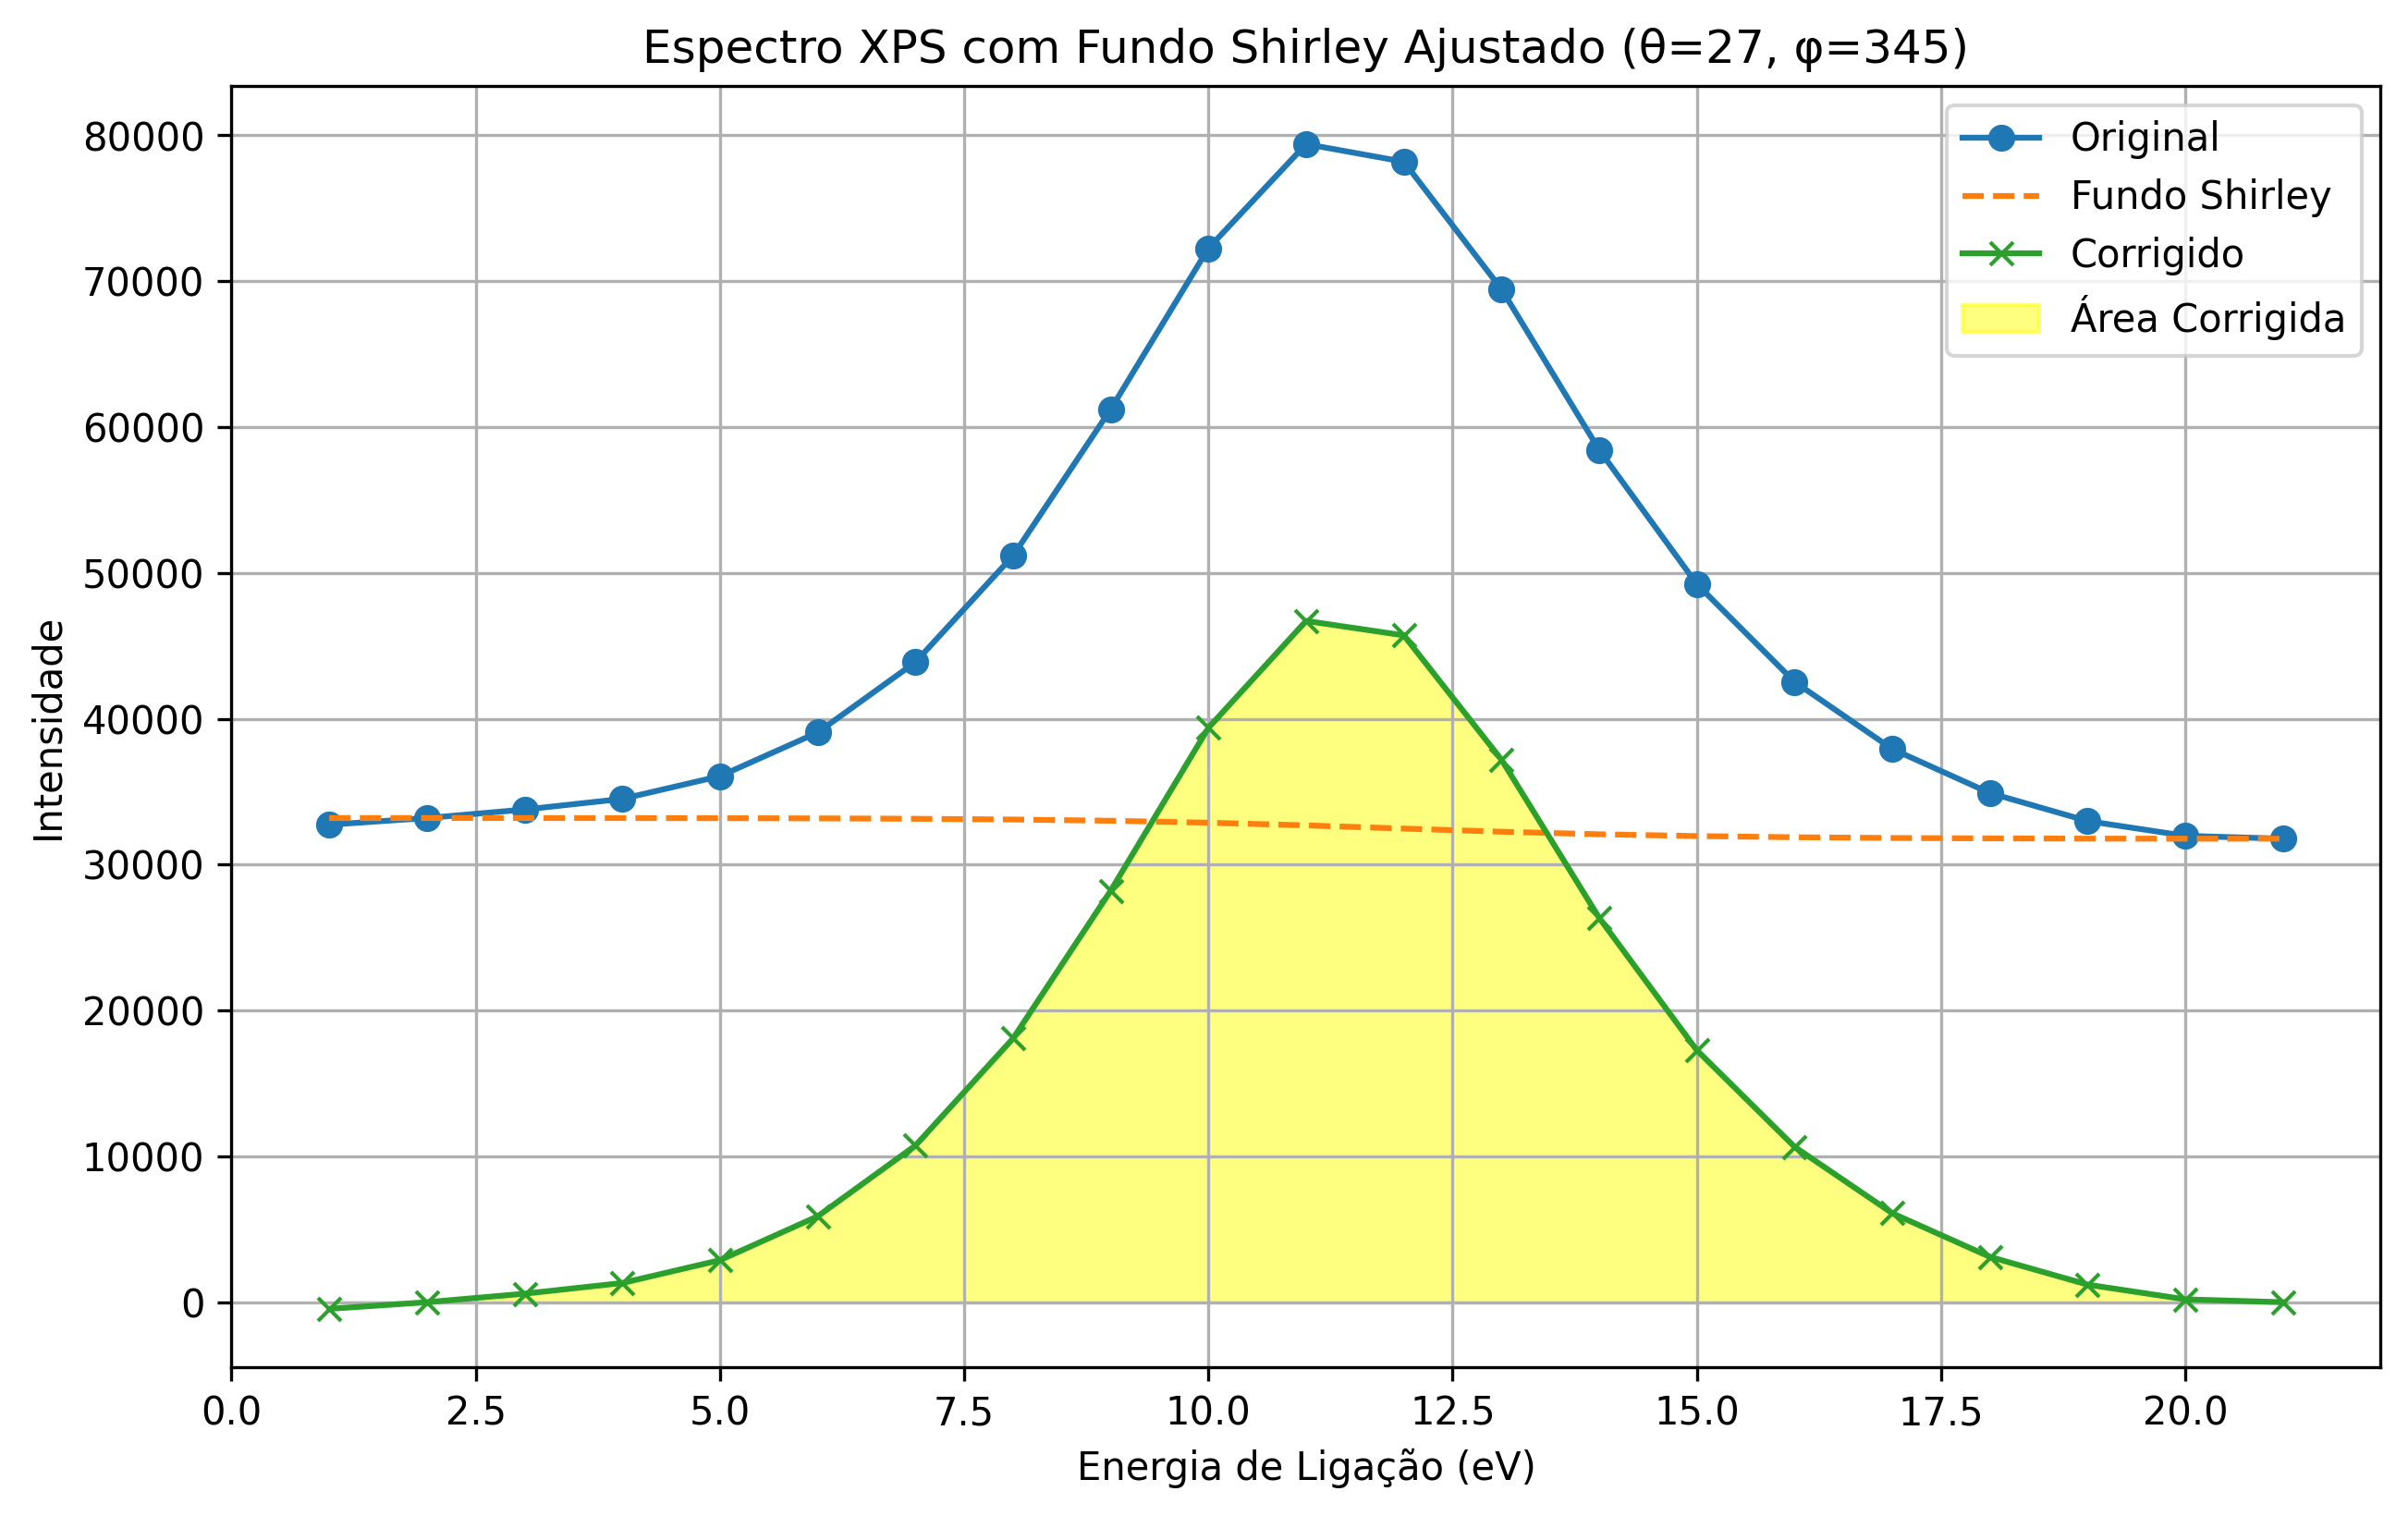 Espectro XPS com Fundo Shirley Ajustado (θ=27, φ=345)
Original
Fundo Shirley
Corrigido
Área Corrigida
Intensidade
80000
70000
60000
50000
40000
30000
20000
10000
0
0.0 2.5 5.0 7.5 10.0 12.5 15.0 17.5 20.0
Energia de Ligação (eV)